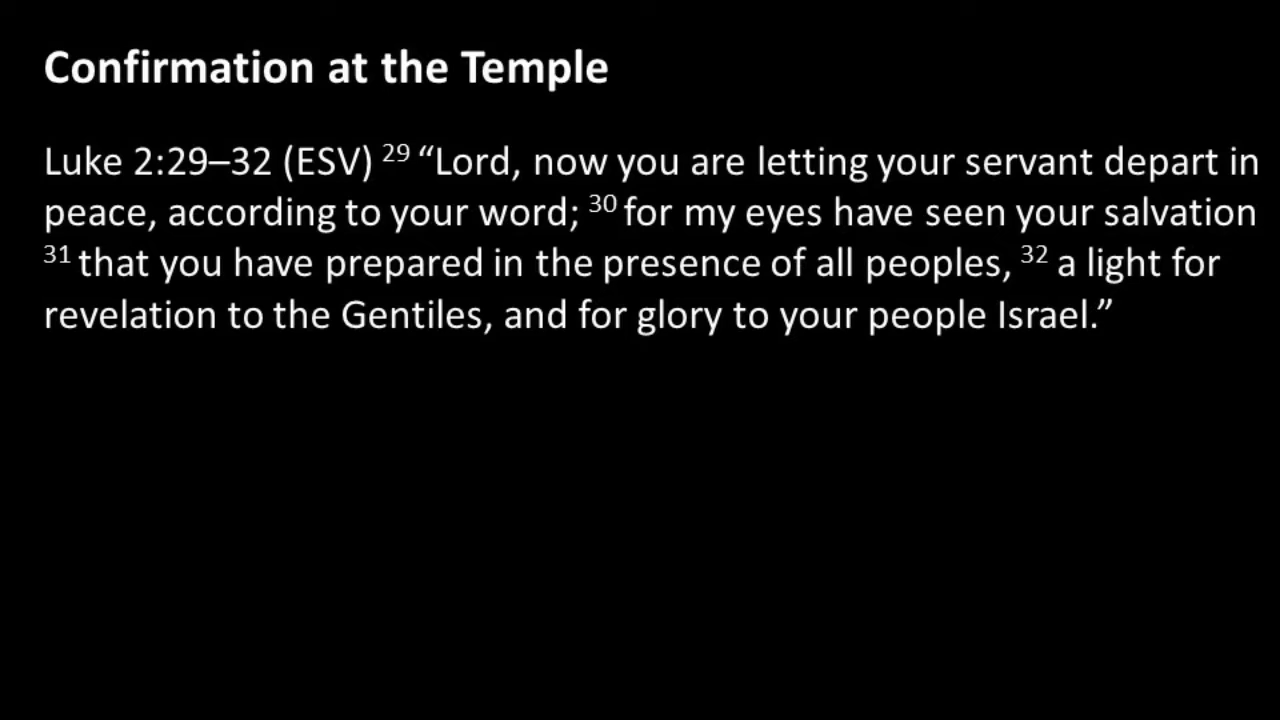 Confirmation at the Temple
Luke 2:29–32 (ESV) 29 “Lord, now you are letting your servant depart in
peace, according to your word; 30 for my eyes have seen your salvation
31 that you have prepared in the presence of all peoples, 32 a light for
revelation to the Gentiles, and for glory to your people Israel.”